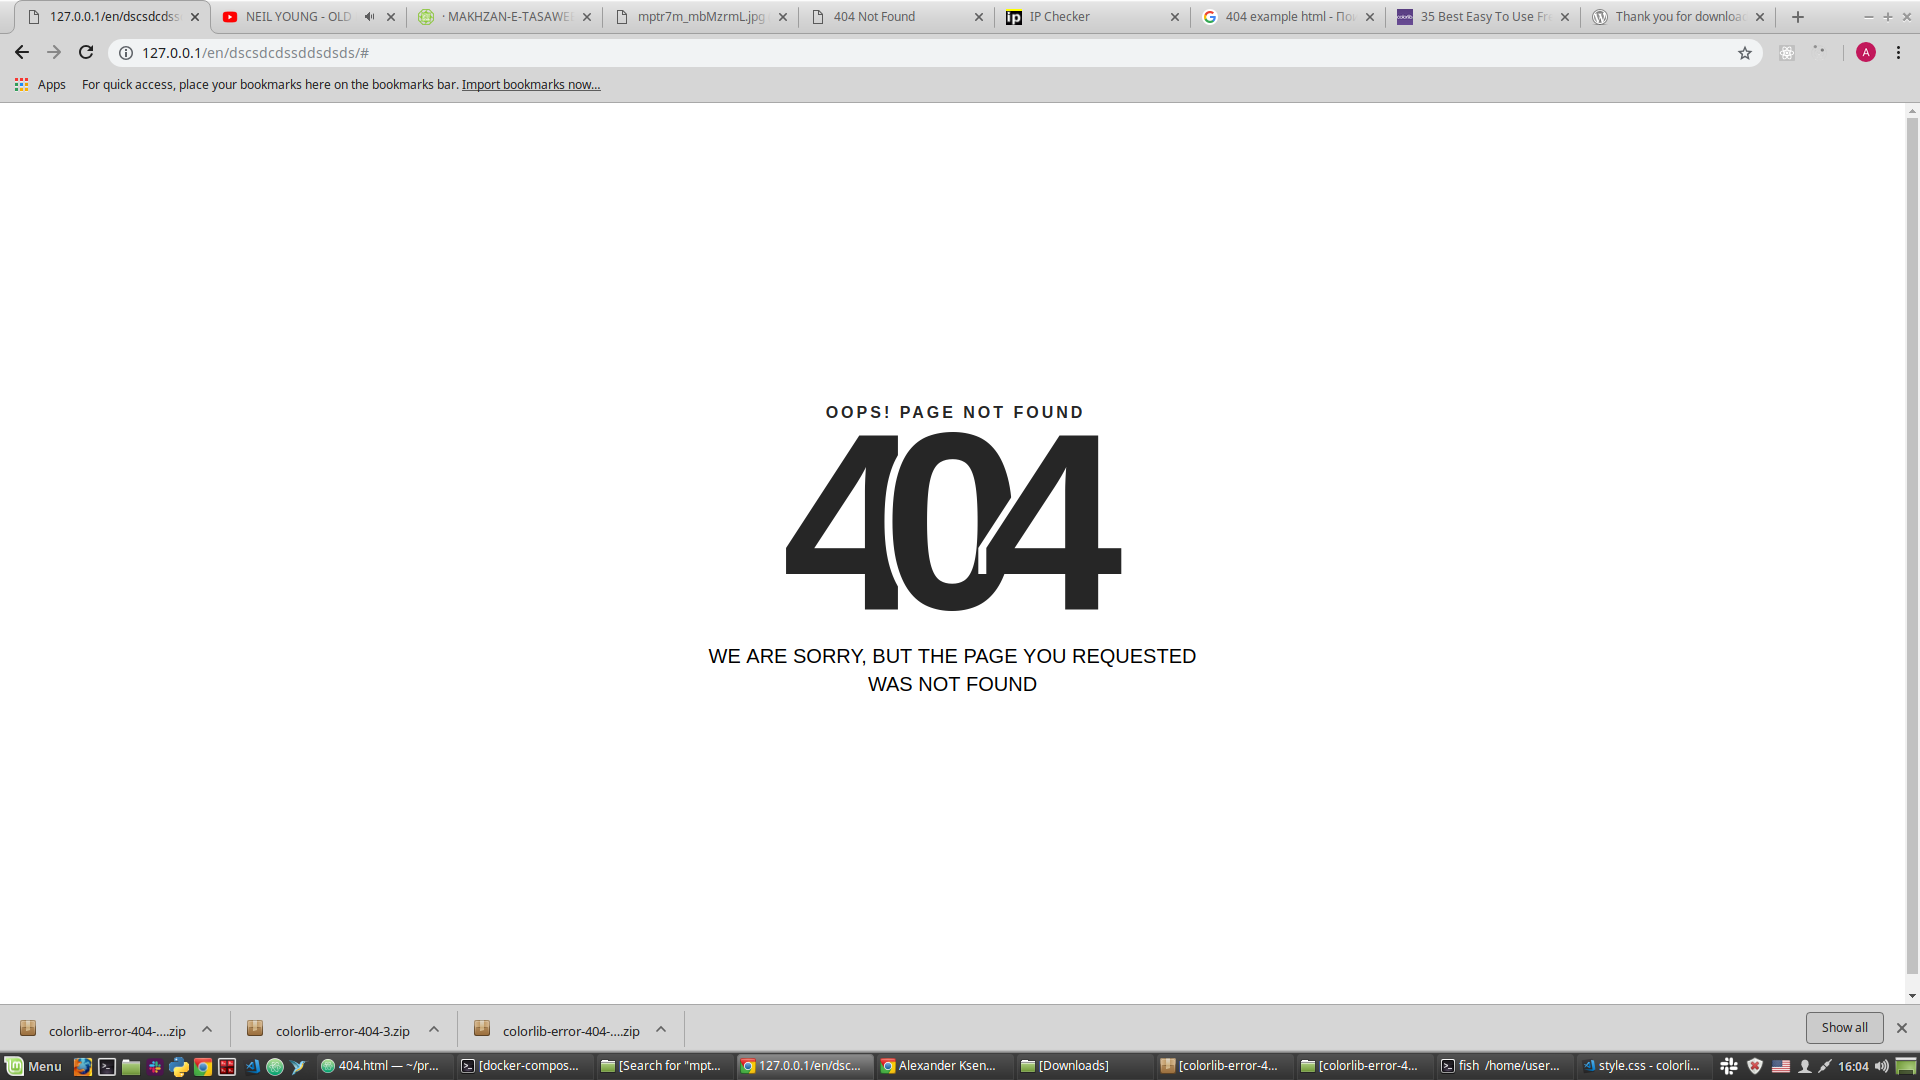 127.0.0.1/en/dscsdcdss
NEIL YOUNG - OLD
· MAKHZAN-E-TASAWE
mptr7m_mbMzrmL.jpg
404 Not Found
IP Checker
404 example html - По
35 Best Easy To Use Fr
Thank you for downloa
127.0.0.1/en/dscsdcdssddsdsds/#
A
Apps
For quick access, place your bookmarks here on the bookmarks bar. Import bookmarks now...
OOPS! PAGE NOT FOUND
404
WE ARE SORRY, BUT THE PAGE YOU REQUESTED
WAS NOT FOUND
colorlib-error-404-....zip
colorlib-error-404-3.zip
colorlib-error-404-....zip
Show all
Menu
404.html — ~/pr...
[docker-compos...
[Search for "mpt...
127.0.0.1/en/dsc...
Alexander Ksen...
[Downloads]
[colorlib-error-4...
[colorlib-error-4...
fish /home/user...
style.css - colorli...
16:04